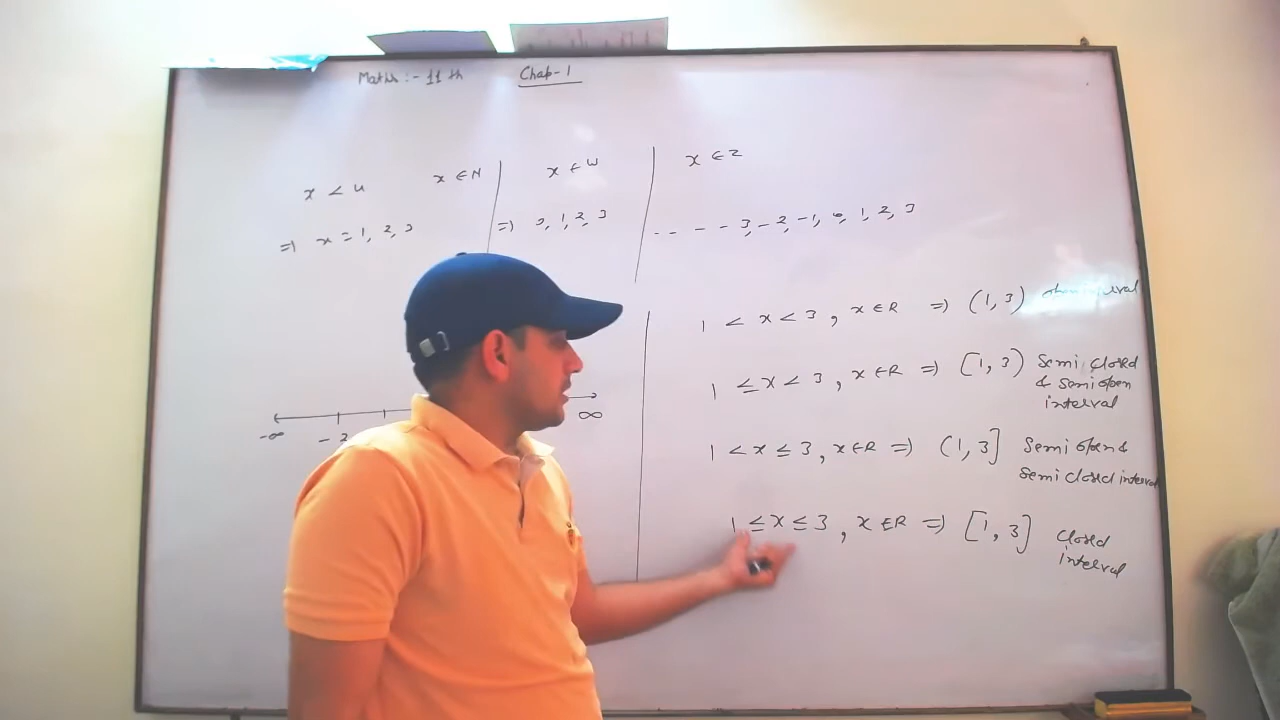 Maths :- 11 th Chap-1
x < 4 x ∈ N x ∈ W x ∈ Z
=) x = 1, 2, 3 =) 0, 1, 2, 3 -- - - 3, - 2, -1, 0, 1, 2, 3
1 < x < 3 , x ∈ R =) (1, 3)
1 ≤ x < 3 , x ∈ R =) [1, 3) Semi closed
& semi open
interval
1 < x ≤ 3 , x ∈ R =) (1, 3] Semi open &
Semi closed interval
1 ≤ x ≤ 3 , x ∈ R =) [1, 3] Closed
interval
-∞ - 2 ∞